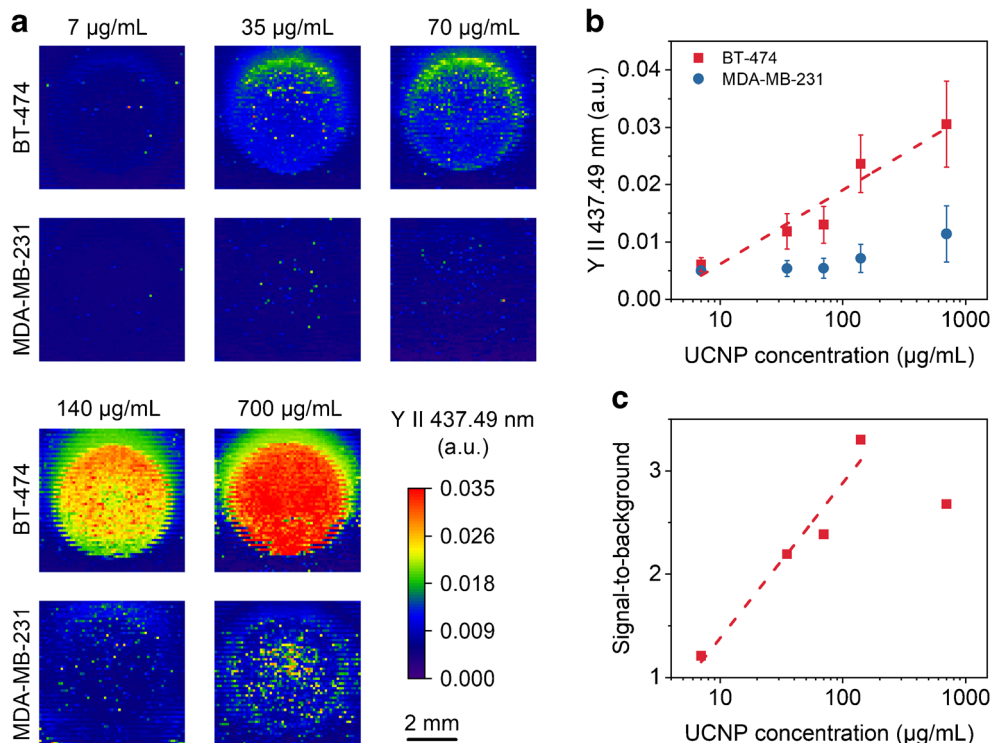 a
7 µg/mL
35 µg/mL
70 µg/mL
BT-474
MDA-MB-231
140 µg/mL
700 µg/mL
BT-474
MDA-MB-231
Y II 437.49 nm
(a.u.)
0.035
0.026
0.018
0.009
0.000
2 mm
b
Y II 437.49 nm (a.u.)
0.04
0.03
0.02
0.01
0.00
BT-474
MDA-MB-231
10
100
1000
UCNP concentration (µg/mL)
c
Signal-to-background
3
2
1
10
100
1000
UCNP concentration (µg/mL)